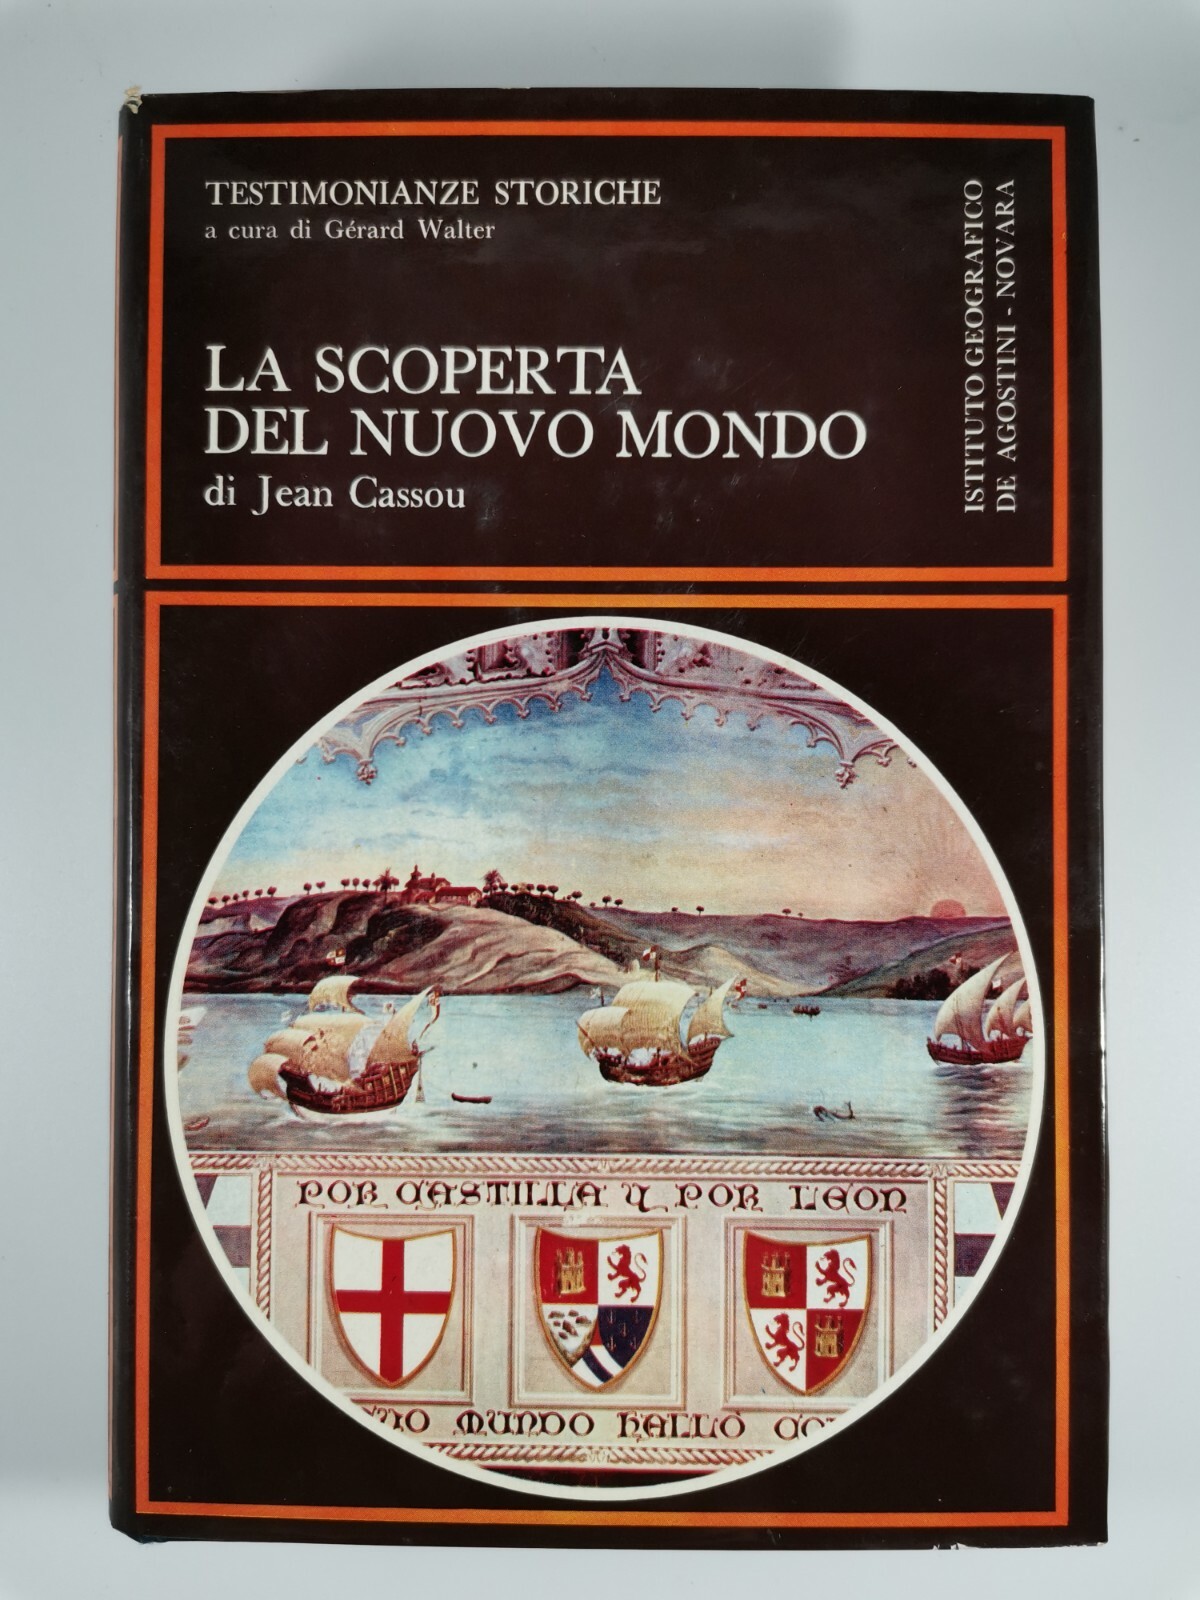 TESTIMONIANZE STORICHE
a cura di Gérard Walter
LA SCOPERTA
DEL NUOVO MONDO
di Jean Cassou
ISTITUTO GEOGRAFICO
DE AGOSTINI - NOVARA
POR CASTILLA Y POR LEON
MUNDO HALLÓ